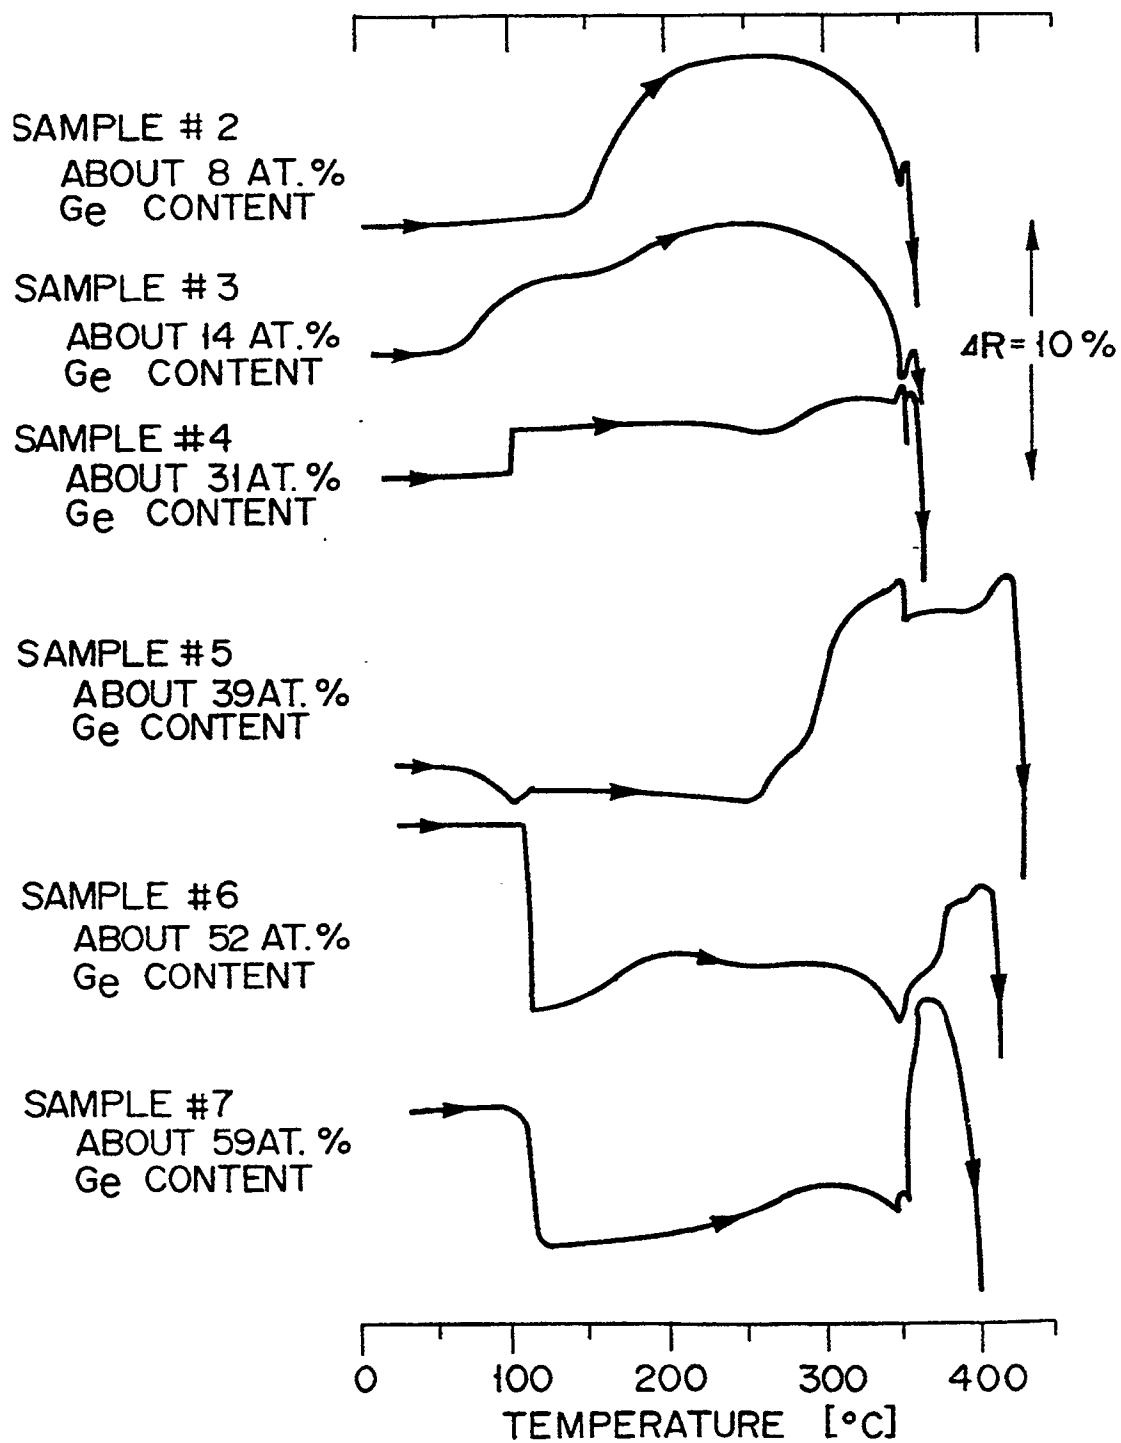 SAMPLE # 2
ABOUT 8 AT.%
Ge CONTENT
SAMPLE #3
ABOUT 14 AT.%
Ge CONTENT
ΔR=10%
SAMPLE #4
ABOUT 31AT.%
Ge CONTENT
SAMPLE #5
ABOUT 39AT.%
Ge CONTENT
SAMPLE #6
ABOUT 52 AT.%
Ge CONTENT
SAMPLE #7
ABOUT 59AT.%
Ge CONTENT
0 100 200 300 400
TEMPERATURE [°C]